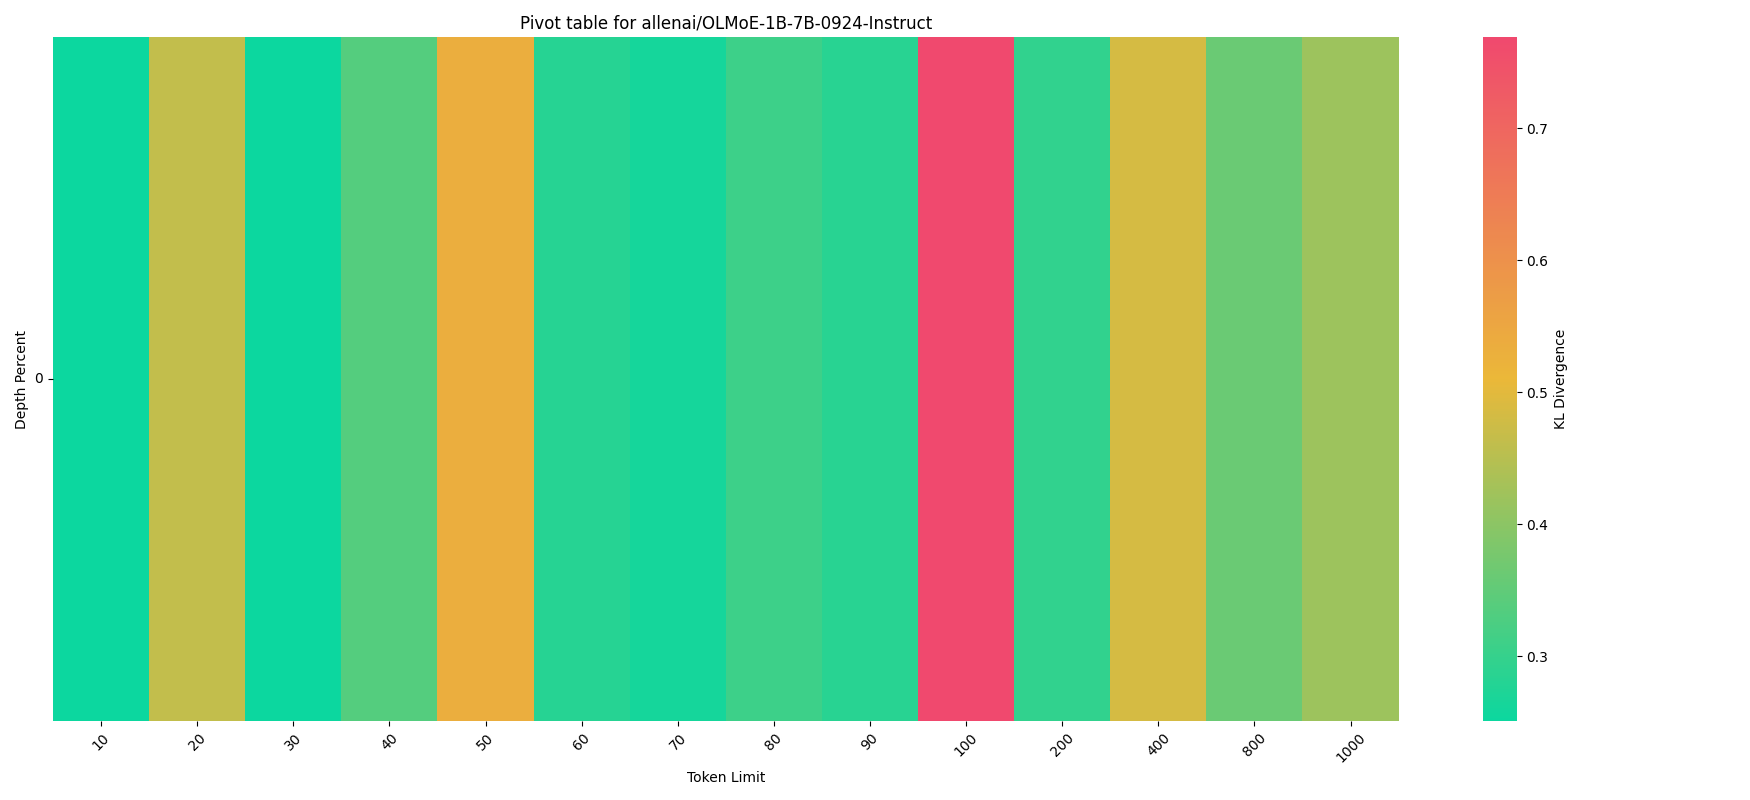 Pivot table for allenai/OLMoE-1B-7B-0924-Instruct
Depth Percent
0
10 20 30 40 50 60 70 80 90 100 200 400 800 1000
Token Limit
0.7
0.6
0.5
0.4
0.3
KL Divergence